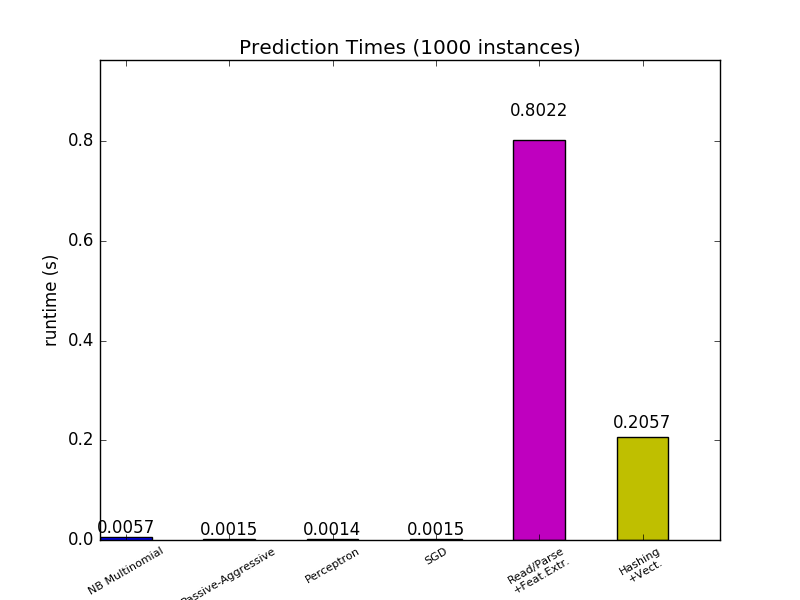 Prediction Times (1000 instances)
runtime (s)
0.8
0.6
0.4
0.2
0.0
0.0057
0.0015
0.0014
0.0015
0.8022
0.2057
NB Multinomial
Passive-Aggressive
Perceptron
SGD
Read/Parse
+Feat.Extr.
Hashing
+Vect.